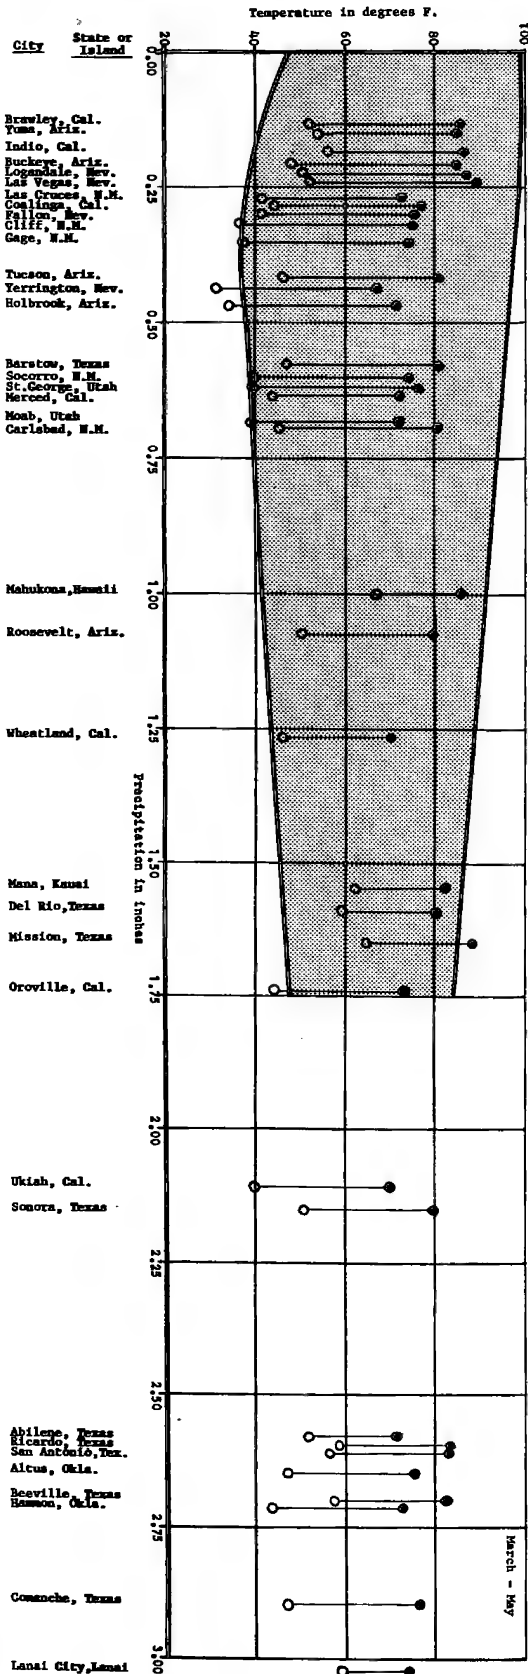 Temperature in degrees F.
City State or Island
20 40 60 80 100
0.00
Brawley, Cal.
Yuma, Ariz.
Indio, Cal.
Buckeye, Ariz.
Logandale, Nev.
Las Vegas, Nev.
0.25
Las Cruces, N.M.
Coalinga, Cal.
Fallon, Nev.
Cliff, N.M.
Gage, N.M.
Tucson, Ariz.
Yerrington, Nev.
Holbrook, Ariz.
0.50
Barstow, Texas
Socorro, N.M.
St.George, Utah
Merced, Cal.
Moab, Utah
Carlsbad, N.M.
0.75
Mahukona,Hawaii
1.00
Roosevelt, Ariz.
Wheatland, Cal.
1.25
Precipitation in inches
1.50
Mana, Kauai
Del Rio,Texas
Mission, Texas
Oroville, Cal.
1.75
2.00
Ukiah, Cal.
Sonora, Texas
2.25
2.50
Abilene, Texas
Ricardo, Texas
San Antonio,Tex.
Altus, Okla.
Beeville, Texas
Hammon, Okla.
2.75
March - May
Comanche, Texas
3.00
Lanai City,Lanai